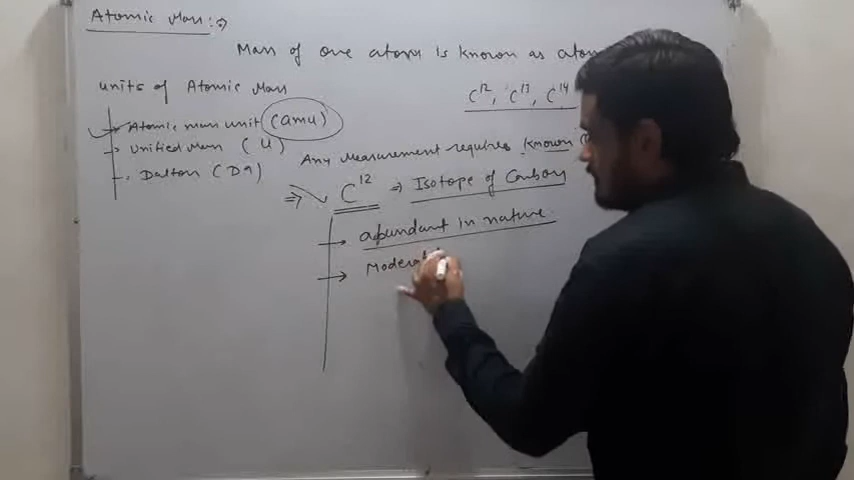 Atomic Mass :→
Mass of one atom is known as atom
units of Atomic Mass
C¹², C¹³, C¹⁴
→ Atomic mass unit (amu)
→ Unified Mass ( U )
Any Measurement requires known
→ Dalton (Da)
⇒ C¹² ⇒ Isotope of Carbon
→ abundant in nature.
→ Moderat